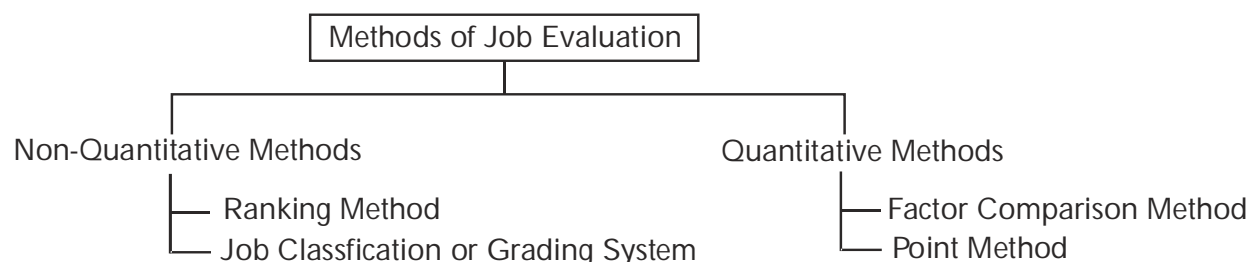 Methods of Job Evaluation
Non-Quantitative Methods
Ranking Method
Job Classfication or Grading System
Quantitative Methods
Factor Comparison Method
Point Method